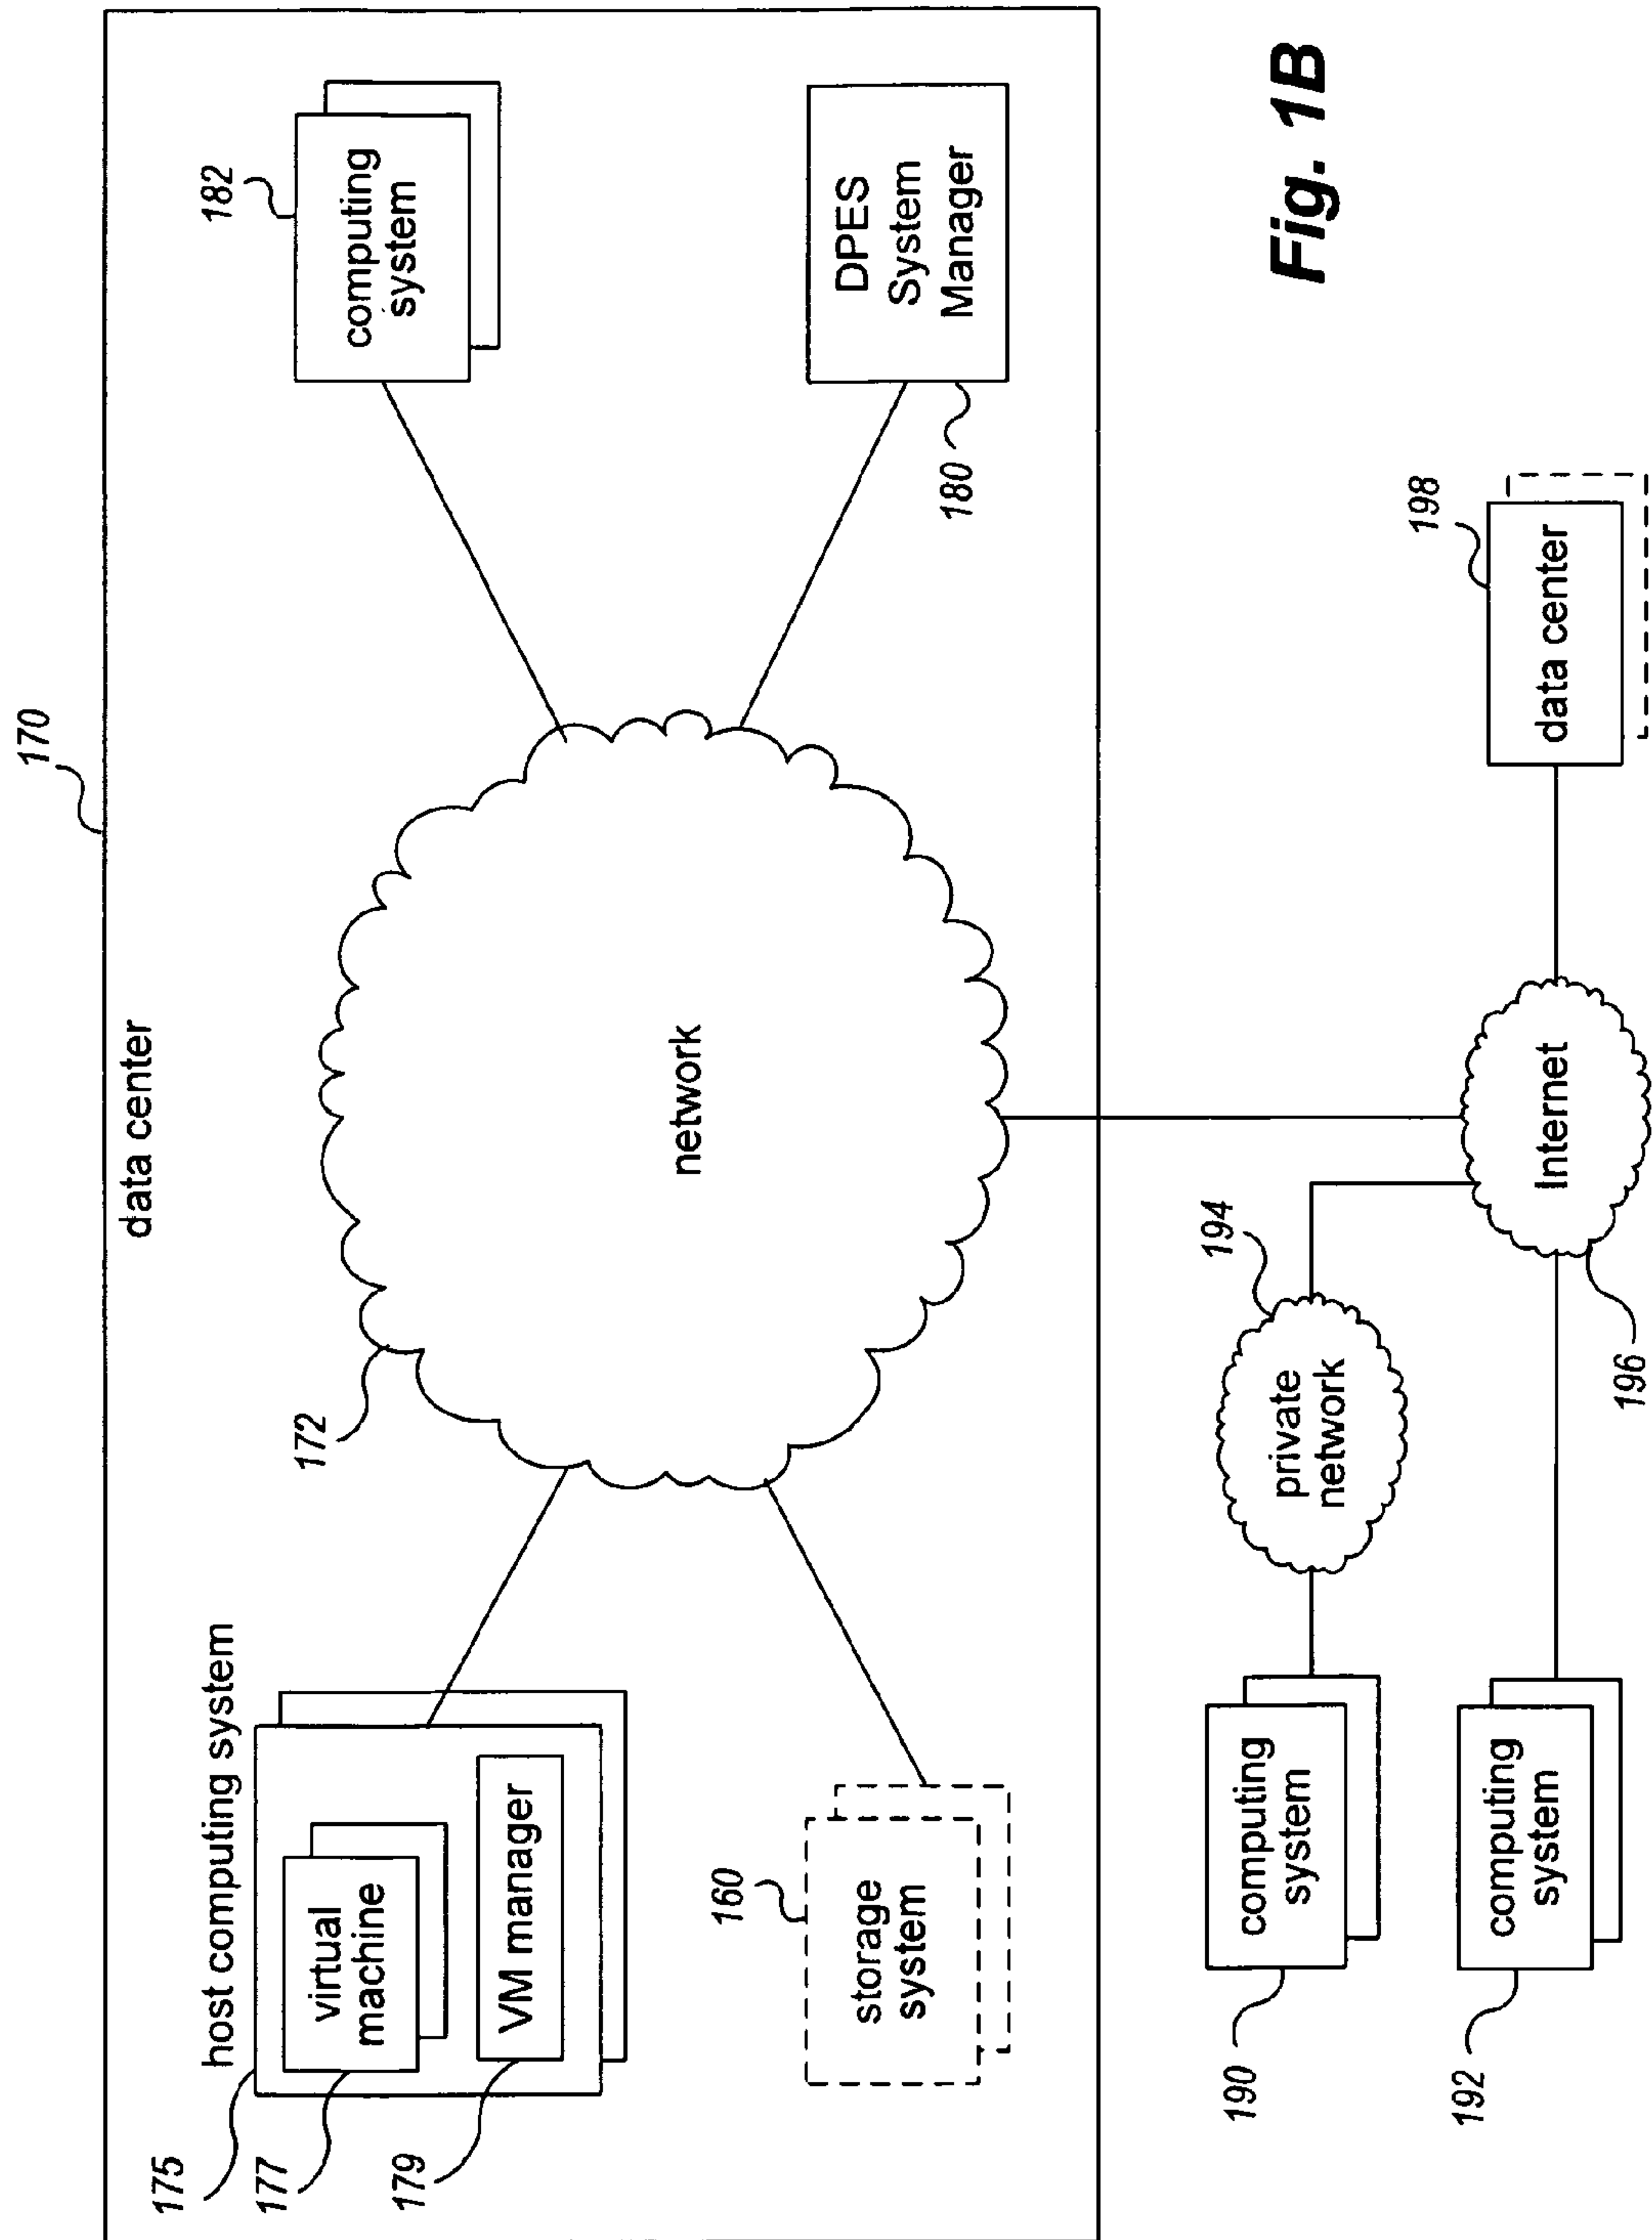 170
data center
host computing system
175
virtual
machine
177
VM manager
179
172
network
182
computing
system
160
storage
system
DPES
System
Manager
180
computing
system
190
private
network
194
computing
system
192
Internet
196
data center
198
Fig. 1B